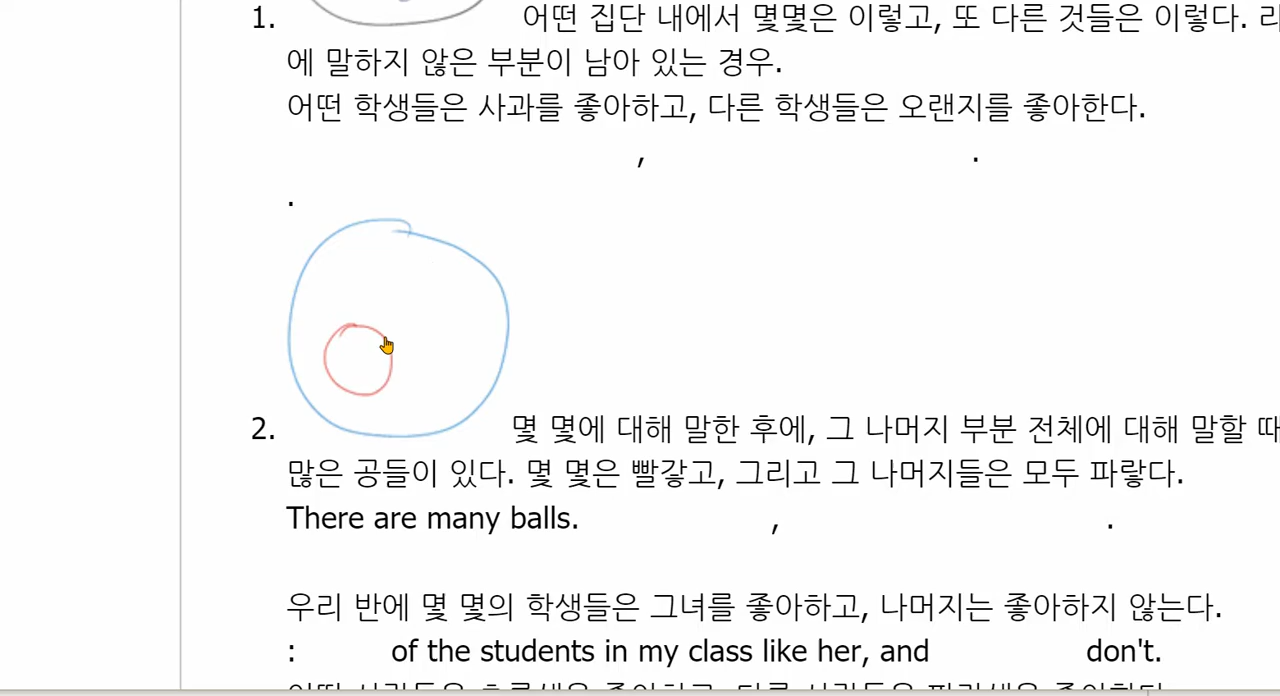 1. 어떤 집단 내에서 몇몇은 이렇고, 또 다른 것들은 이렇다.
에 말하지 않은 부분이 남아 있는 경우.
어떤 학생들은 사과를 좋아하고, 다른 학생들은 오랜지를 좋아한다.
, .
.
2. 몇 몇에 대해 말한 후에, 그 나머지 부분 전체에 대해 말할 때
많은 공들이 있다. 몇 몇은 빨갛고, 그리고 그 나머지들은 모두 파랗다.
There are many balls. , .
우리 반에 몇 몇의 학생들은 그녀를 좋아하고, 나머지는 좋아하지 않는다.
: of the students in my class like her, and don't.